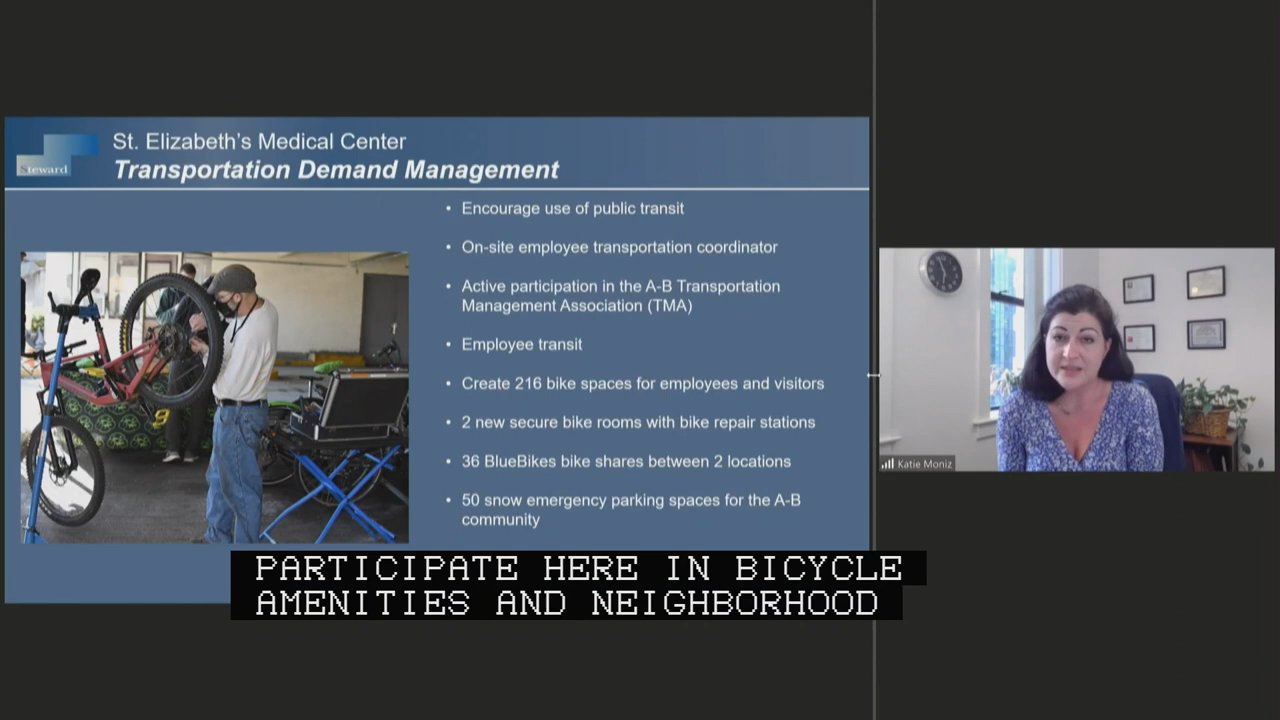 St. Elizabeth's Medical Center
Steward
Transportation Demand Management
• Encourage use of public transit
• On-site employee transportation coordinator
• Active participation in the A-B Transportation
Management Association (TMA)
• Employee transit
• Create 216 bike spaces for employees and visitors
• 2 new secure bike rooms with bike repair stations
• 36 BlueBikes bike shares between 2 locations
• 50 snow emergency parking spaces for the A-B
community
Katie Moniz
PARTICIPATE HERE IN BICYCLE
AMENITIES AND NEIGHBORHOOD